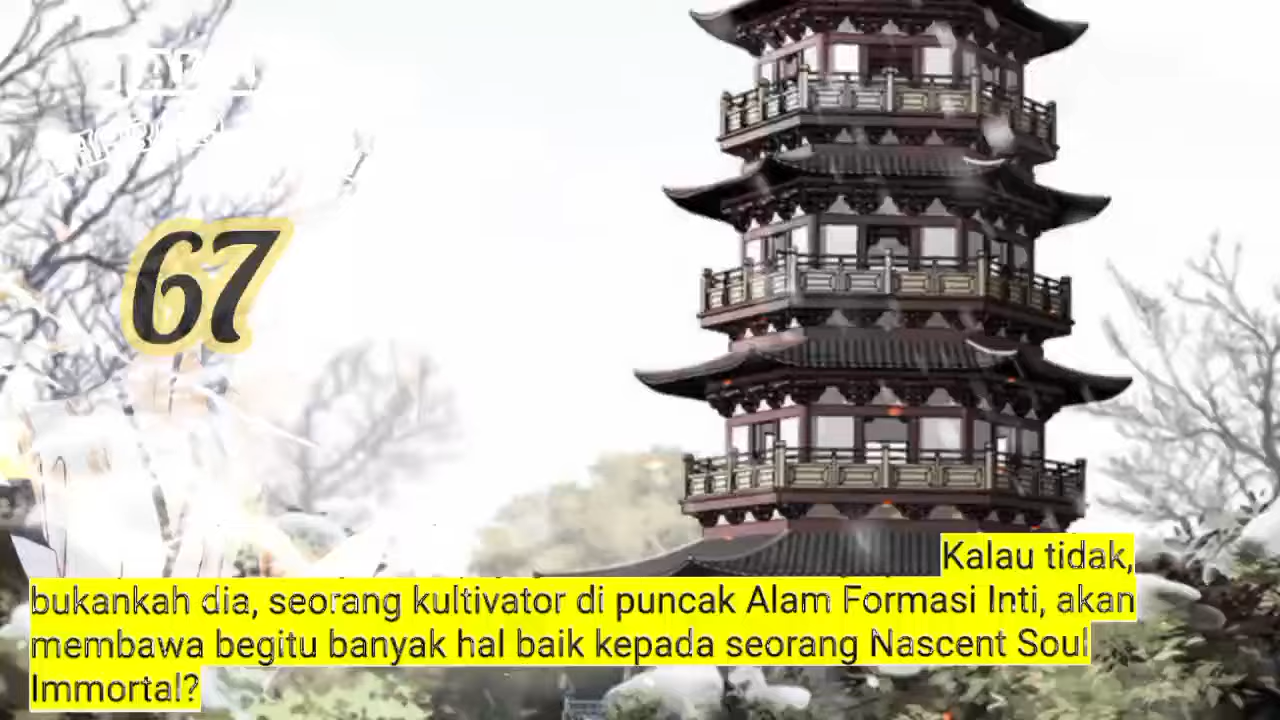 67
Kalau tidak,
bukankah dia, seorang kultivator di puncak Alam Formasi Inti, akan
membawa begitu banyak hal baik kepada seorang Nascent Soul
Immortal?